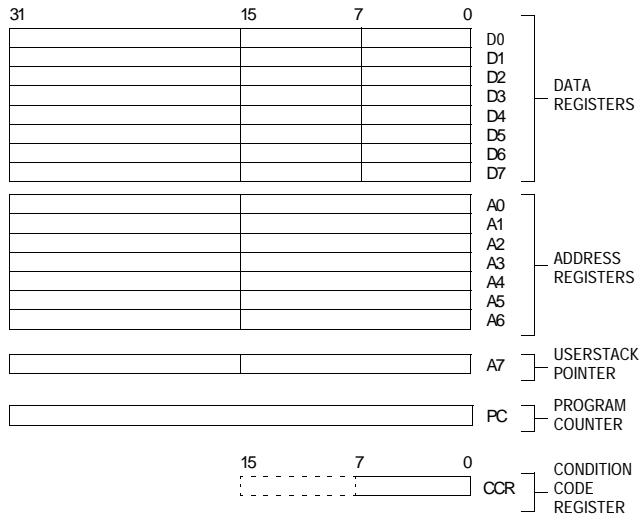 31 15 7 0
D0
D1
D2
D3
D4
D5
D6
D7
DATA
REGISTERS
A0
A1
A2
A3
A4
A5
A6
ADDRESS
REGISTERS
A7
USERSTACK
POINTER
PC
PROGRAM
COUNTER
15 7 0
CCR
CONDITION
CODE
REGISTER